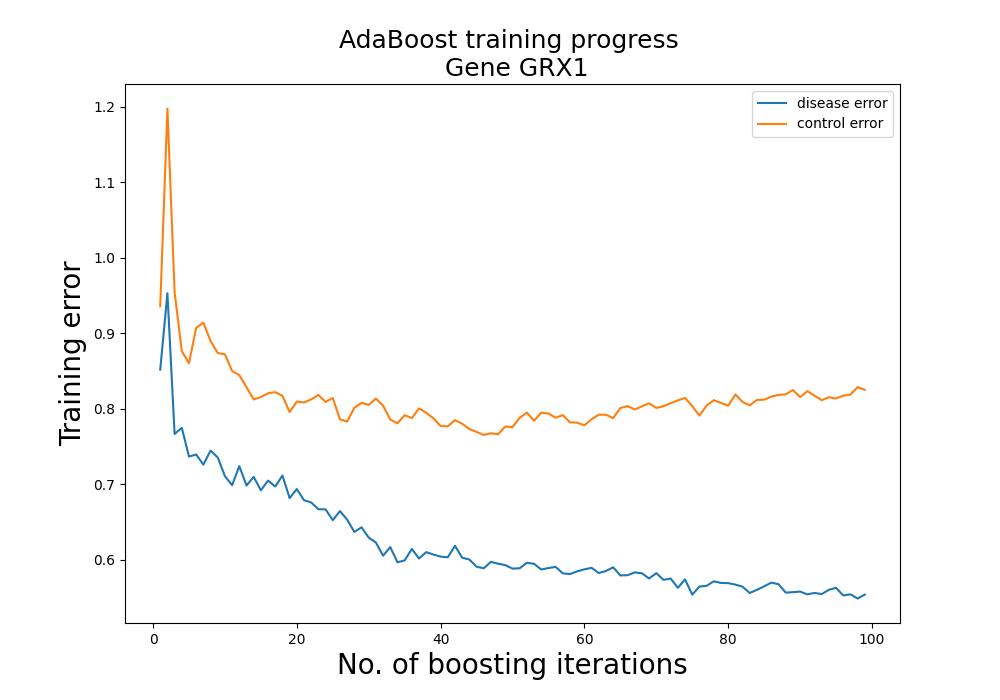 AdaBoost training progress
Gene GRX1
disease error
control error
Training error
1.2
1.1
1.0
0.9
0.8
0.7
0.6
0
20
40
60
80
100
No. of boosting iterations